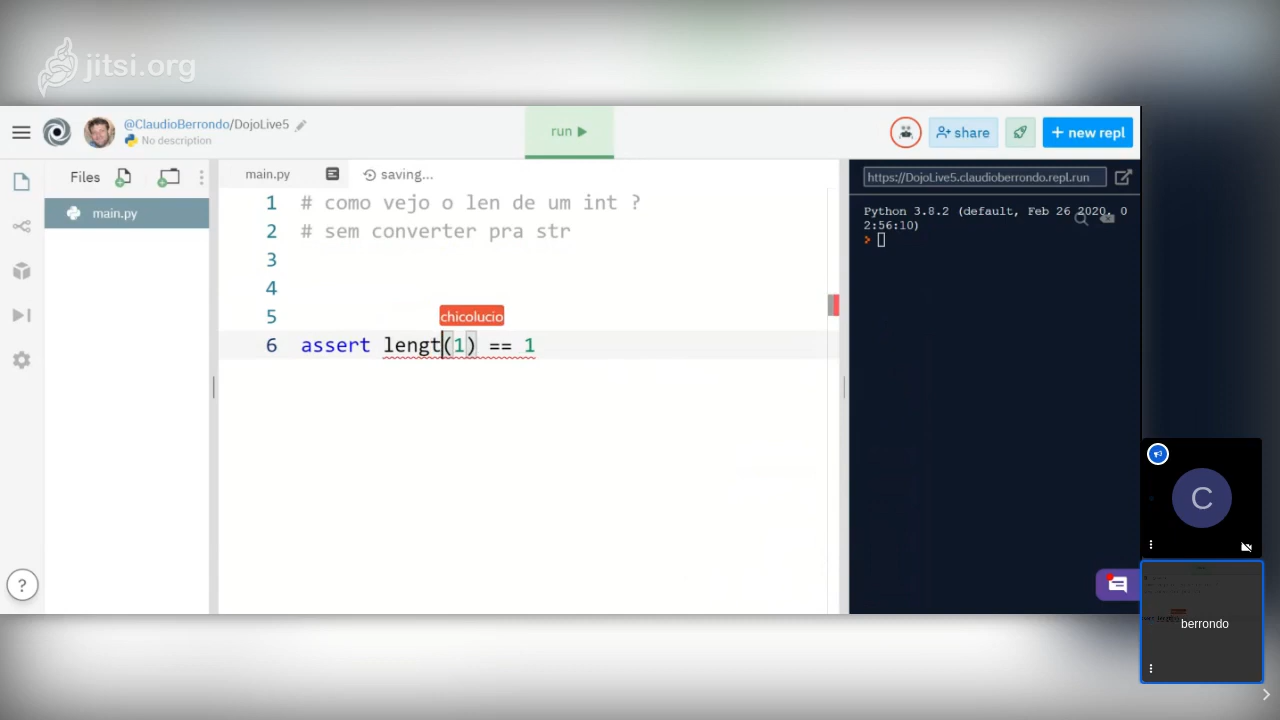 jitsi.org
@ClaudioBerrondo/DojoLive5
No description
run
share
+ new repl
Files
main.py
main.py
saving...
https://DojoLive5.claudioberrondo.repl.run
1 # como vejo o len de um int ?
2 # sem converter pra str
3
4
5
chicolucio
6 assert lengt(1) == 1
Python 3.8.2 (default, Feb 26 2020, 0
2:56:10)
>
?
C
berrondo